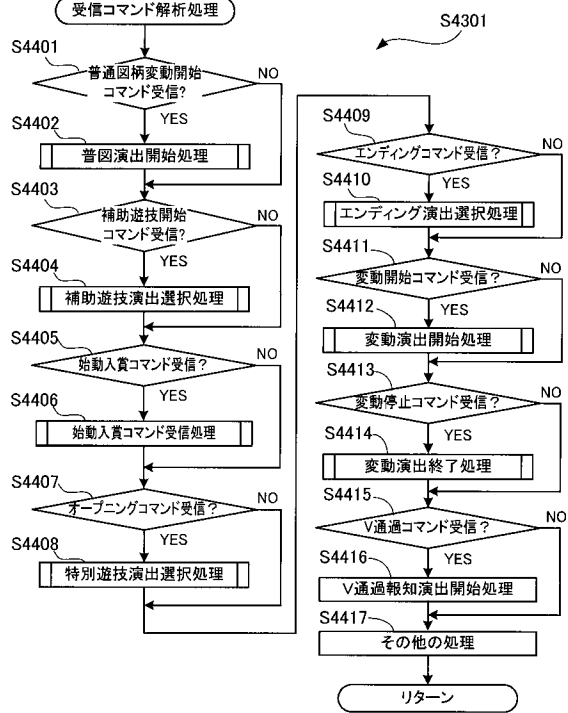 受信コマンド解析処理
S4301
S4401
普通図柄変動開始
コマンド受信?
NO
YES
S4402
普図演出開始処理
S4403
補助遊技開始
コマンド受信?
NO
YES
S4404
補助遊技演出選択処理
S4405
始動入賞コマンド受信?
NO
YES
S4406
始動入賞コマンド受信処理
S4407
オープニングコマンド受信?
NO
YES
S4408
特別遊技演出選択処理
S4409
エンディングコマンド受信?
NO
YES
S4410
エンディング演出選択処理
S4411
変動開始コマンド受信?
NO
YES
S4412
変動演出開始処理
S4413
変動停止コマンド受信?
NO
YES
S4414
変動演出終了処理
S4415
V通過コマンド受信?
NO
YES
S4416
V通過報知演出開始処理
S4417
その他の処理
リターン